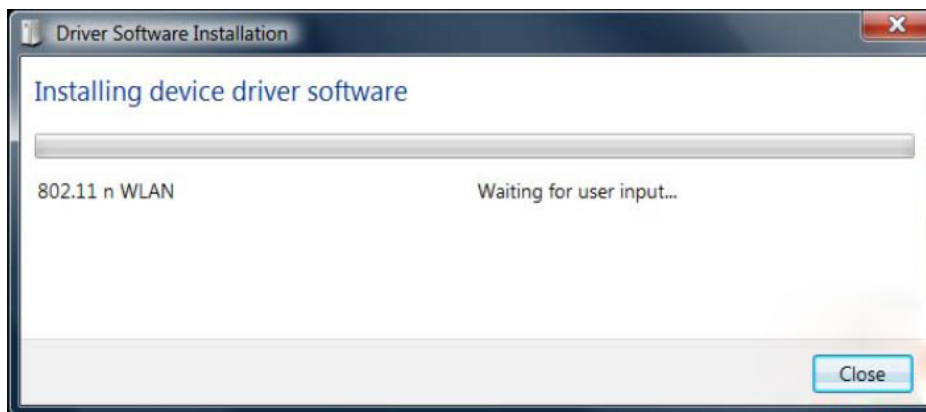 Driver Software Installation
Installing device driver software
802.11 n WLAN Waiting for user input...
Close